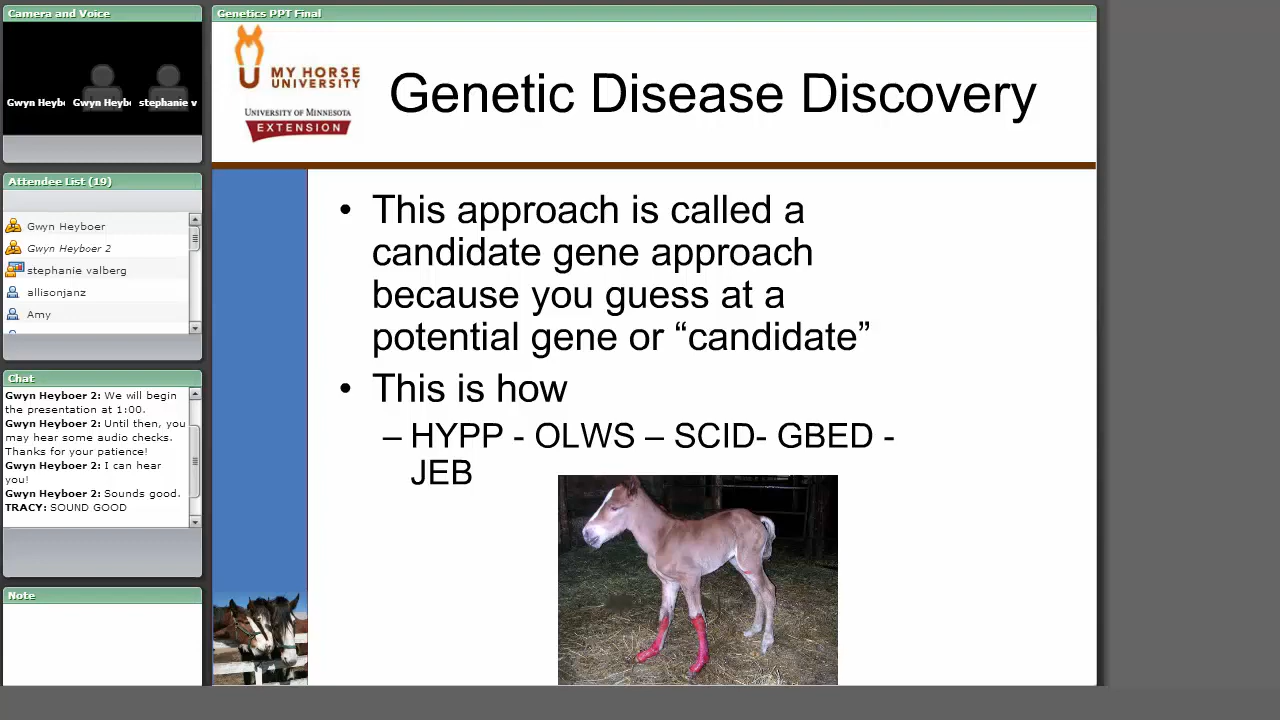 Camera and Voice
Gwyn Heyb
Gwyn Heyb
stephanie v
Attendee List (19)
Gwyn Heyboer
Gwyn Heyboer 2
stephanie valberg
allisonjanz
Amy
Chat
Gwyn Heyboer 2: We will begin
the presentation at 1:00.
Gwyn Heyboer 2: Until then, you
may hear some audio checks.
Thanks for your patience!
Gwyn Heyboer 2: I can hear
you!
Gwyn Heyboer 2: Sounds good.
TRACY: SOUND GOOD
Note
Genetics PPT Final
MY HORSE
UNIVERSITY
UNIVERSITY OF MINNESOTA
EXTENSION
Genetic Disease Discovery
• This approach is called a
candidate gene approach
because you guess at a
potential gene or “candidate”
• This is how
– HYPP - OLWS – SCID- GBED -
JEB